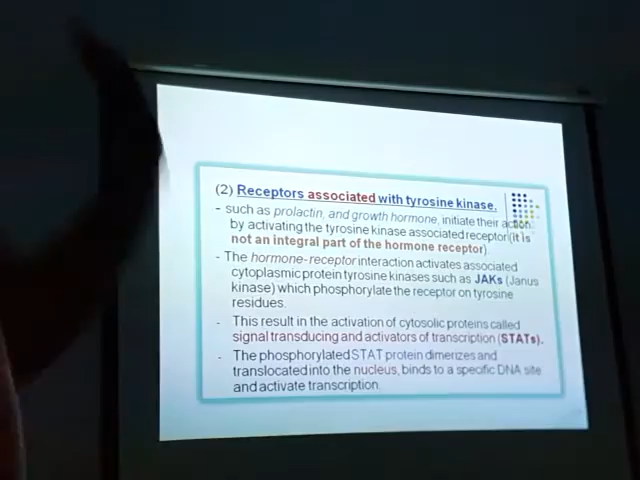 (2) Receptors associated with tyrosine kinase.
- such as prolactin, and growth hormone, initiate their action
by activating the tyrosine kinase associated receptor (it is
not an integral part of the hormone receptor).
- The hormone-receptor interaction activates associated
cytoplasmic protein tyrosine kinases such as JAKs (Janus
kinase) which phosphorylate the receptor on tyrosine
residues.
- This result in the activation of cytosolic proteins called
signal transducing and activators of transcription (STATs).
- The phosphorylated STAT protein dimerizes and
translocated into the nucleus, binds to a specific DNA site
and activate transcription.